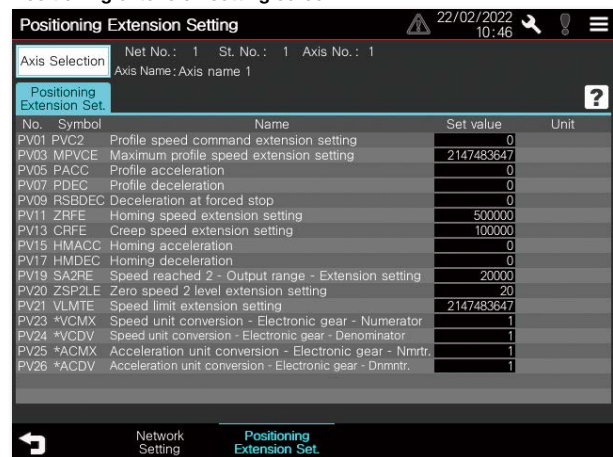 Positioning Extension Setting
22/02/2022
10:46
Axis Selection
Net No.: 1 St. No.: 1 Axis No.: 1
Axis Name:Axis name 1
Positioning
Extension Set.
?
No. Symbol Name Set value Unit
PV01 PVC2 Profile speed command extension setting 0
PV03 MPVCE Maximum profile speed extension setting 2147483647
PV05 PACC Profile acceleration 0
PV07 PDEC Profile deceleration 0
PV09 RSBDEC Deceleration at forced stop 0
PV11 ZRFE Homing speed extension setting 500000
PV13 CRFE Creep speed extension setting 100000
PV15 HMACC Homing acceleration 0
PV17 HMDEC Homing deceleration 0
PV19 SA2RE Speed reached 2 - Output range - Extension setting 20000
PV20 ZSP2LE Zero speed 2 level extension setting 20
PV21 VLMTE Speed limit extension setting 2147483647
PV23 *VCMX Speed unit conversion - Electronic gear - Numerator 1
PV24 *VCDV Speed unit conversion - Electronic gear - Denominator 1
PV25 *ACMX Acceleration unit conversion - Electronic gear - Nmrtr. 1
PV26 *ACDV Acceleration unit conversion - Electronic gear - Dnmntr. 1
Network
Setting
Positioning
Extension Set.